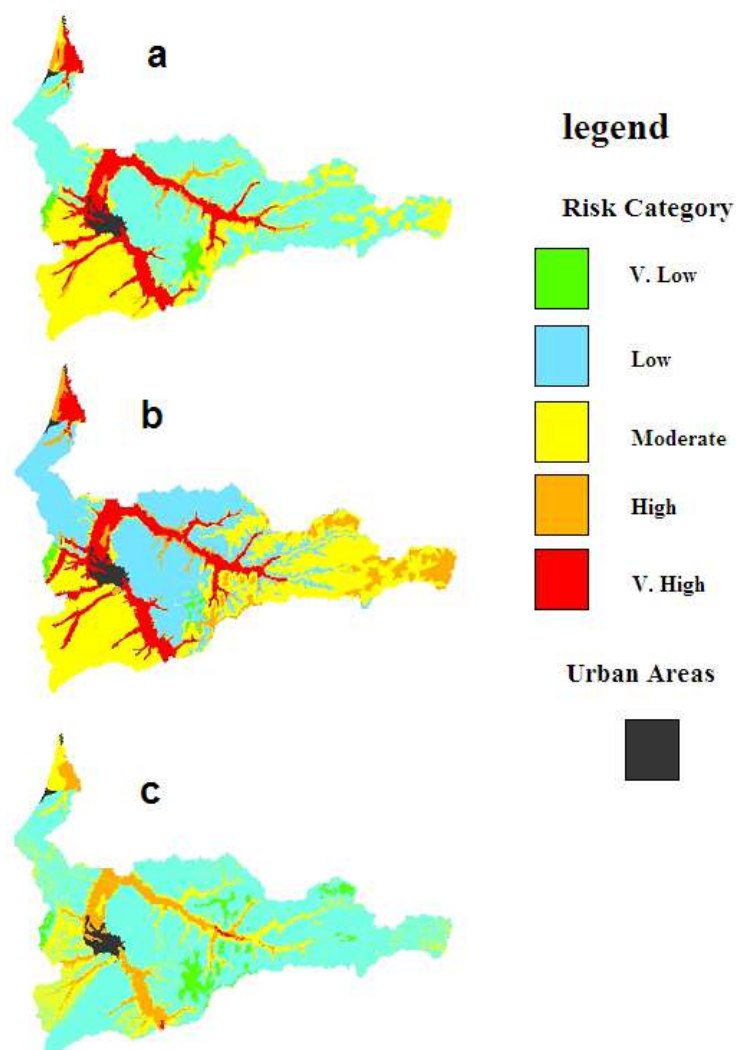 a
b
c
legend
Risk Category
V. Low
Low
Moderate
High
V. High
Urban Areas